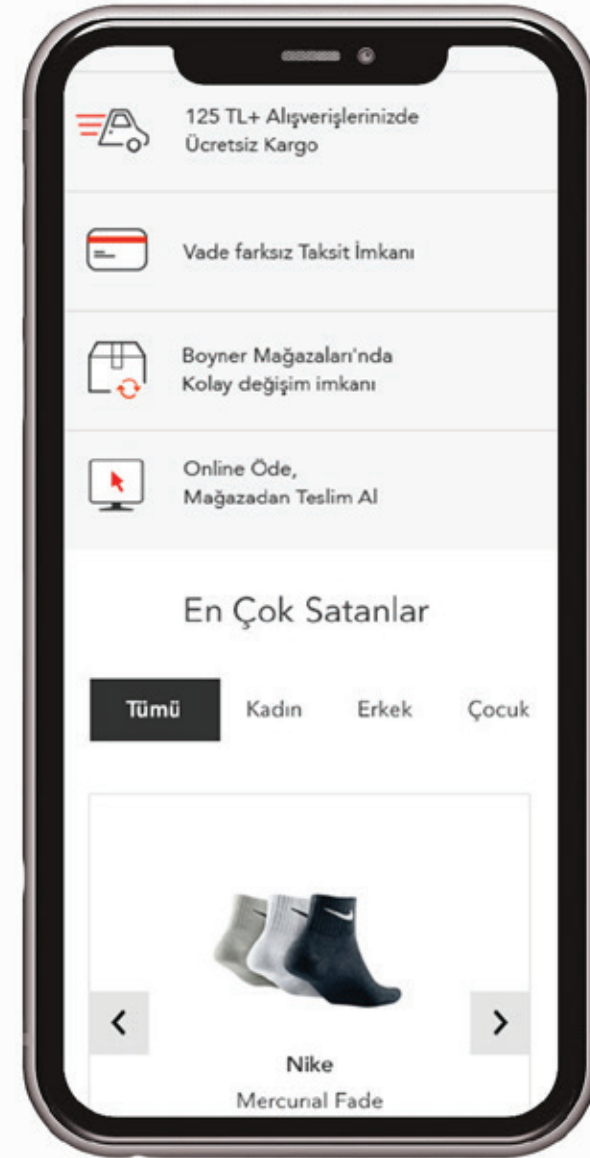 125 TL+ Alışverişlerinizde
Ücretsiz Kargo
Vade farksız Taksit İmkanı
Boyner Mağazaları'nda
Kolay değişim imkanı
Online Öde,
Mağazadan Teslim Al
En Çok Satanlar
Tümü Kadın Erkek Çocuk
Nike
Mercurıal Fade